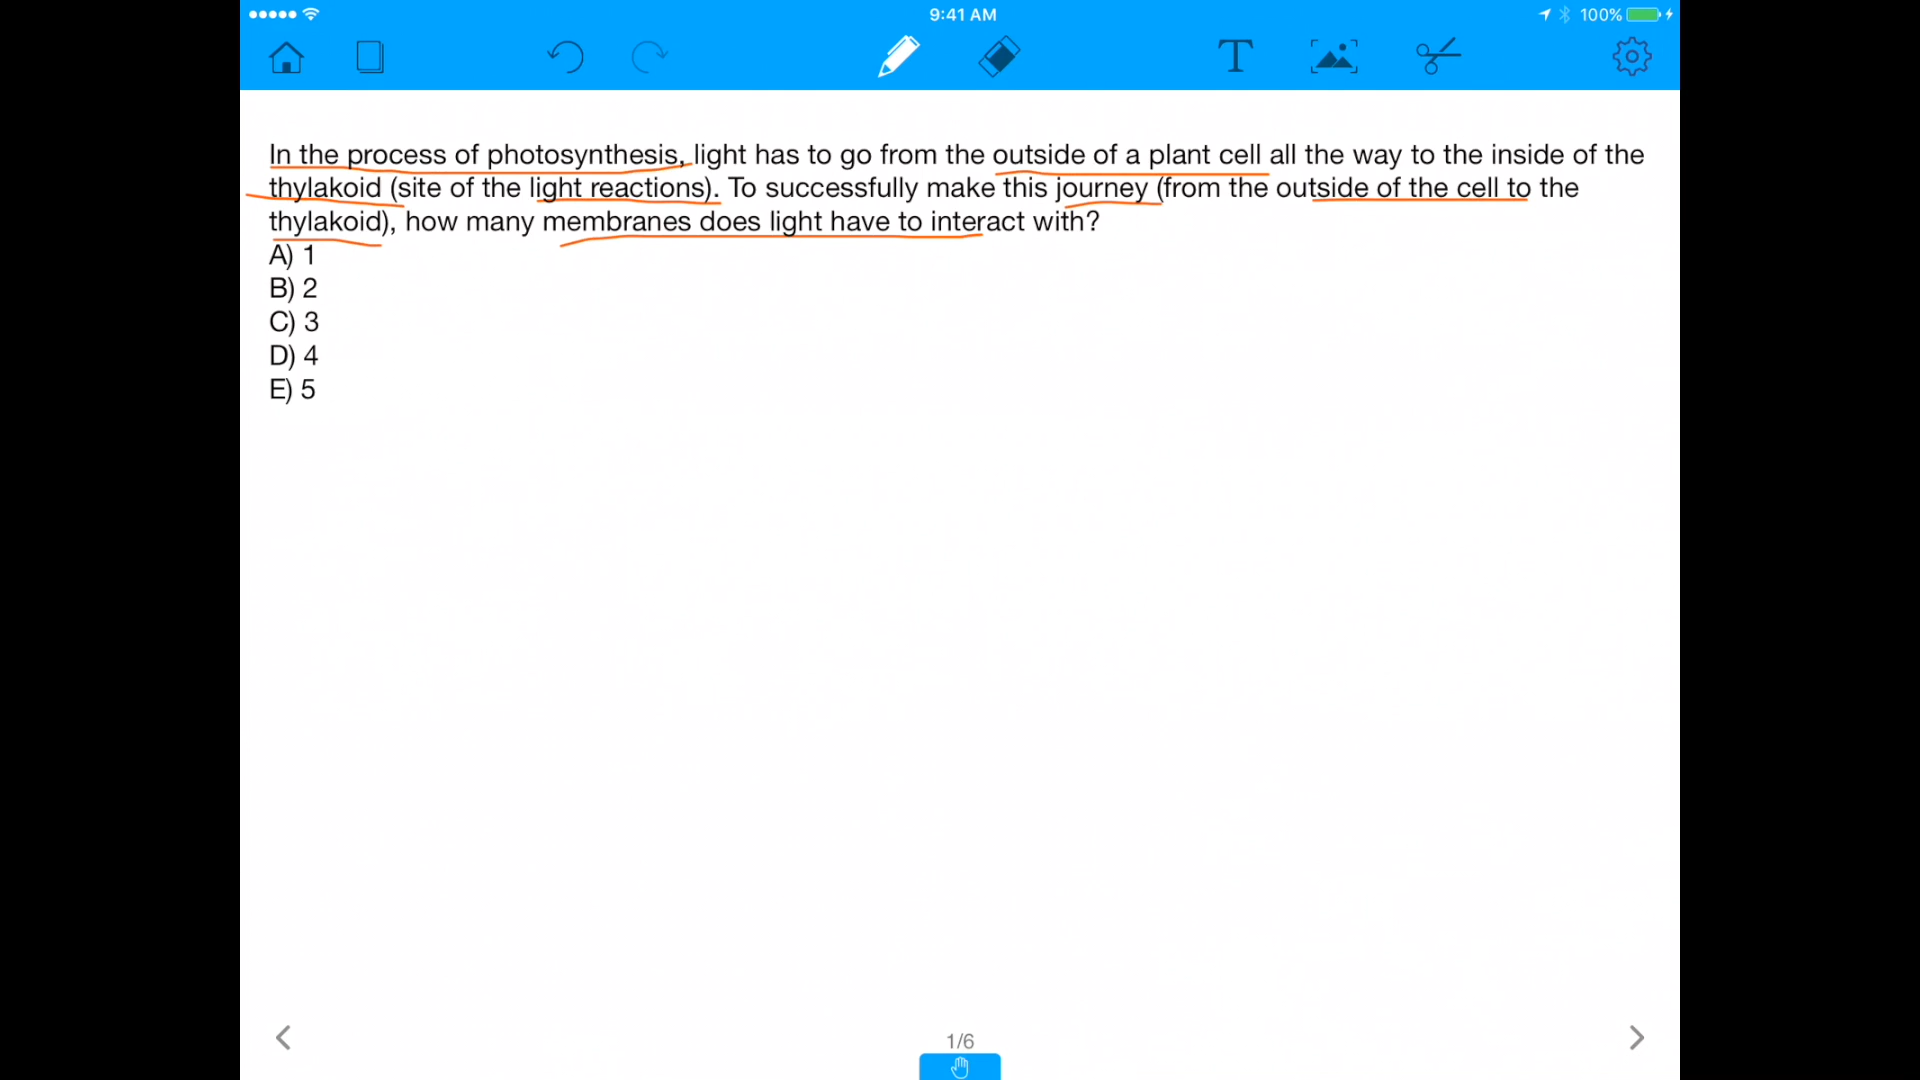 9:41 AM
100%
T
In the process of photosynthesis, light has to go from the outside of a plant cell all the way to the inside of the
thylakoid (site of the light reactions). To successfully make this journey (from the outside of the cell to the
thylakoid), how many membranes does light have to interact with?
A) 1
B) 2
C) 3
D) 4
E) 5
1/6